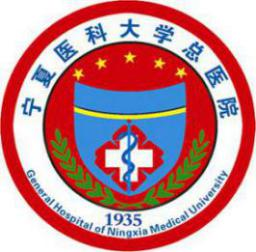 宁夏医科大学总医院
1935
General Hospital of Ningxia Medical University